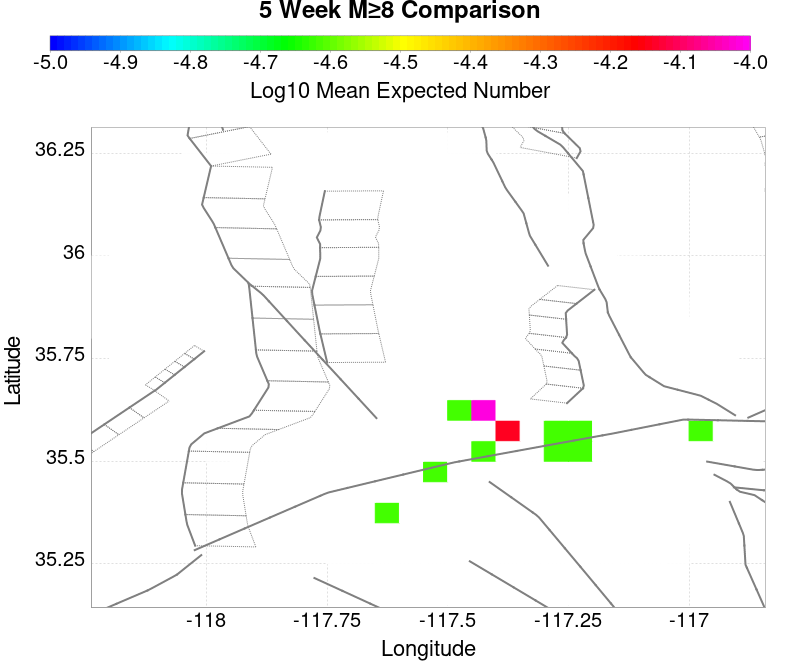 5 Week M≥8 Comparison
-5.0 -4.9 -4.8 -4.7 -4.6 -4.5 -4.4 -4.3 -4.2 -4.1 -4.0
Log10 Mean Expected Number
36.25
36
35.75
35.5
35.25
Latitude
-118 -117.75 -117.5 -117.25 -117
Longitude